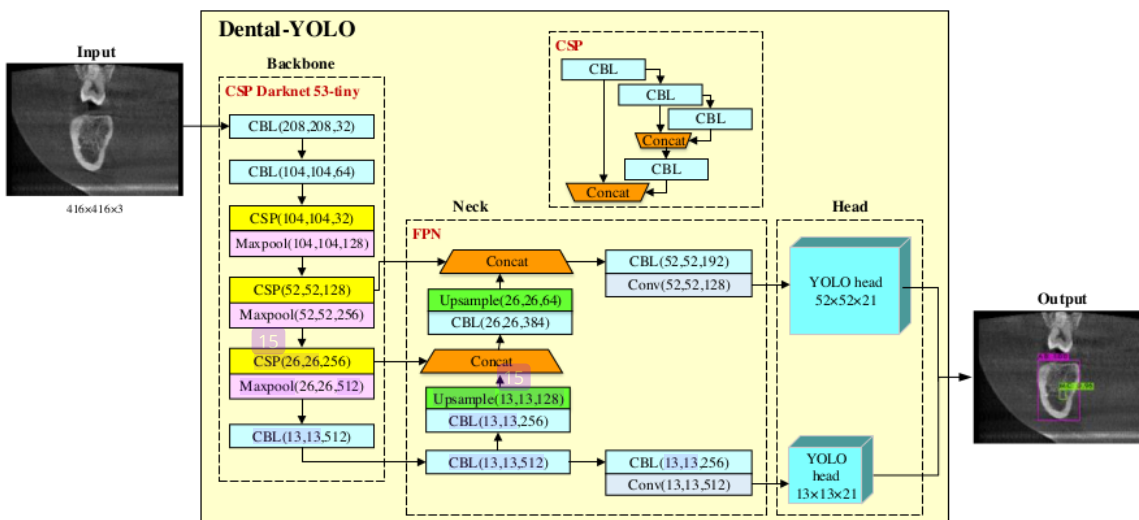 Dental-YOLO
Input
416×416×3
Backbone
CSP Darknet 53-tiny
CBL(208,208,32)
CBL(104,104,64)
CSP(104,104,32)
Maxpool(104,104,128)
CSP(52,52,128)
Maxpool(52,52,256)
15
CSP(26,26,256)
Maxpool(26,26,512)
CBL(13,13,512)
CSP
CBL
CBL
CBL
Concat
CBL
Concat
Neck
FPN
Concat
Upsample(26,26,64)
CBL(26,26,384)
Concat
15
Upsample(13,13,128)
CBL(13,13,256)
CBL(13,13,512)
CBL(52,52,192)
Conv(52,52,128)
CBL(13,13,256)
Conv(13,13,512)
Head
YOLO head
52×52×21
YOLO
head
13×13×21
Output